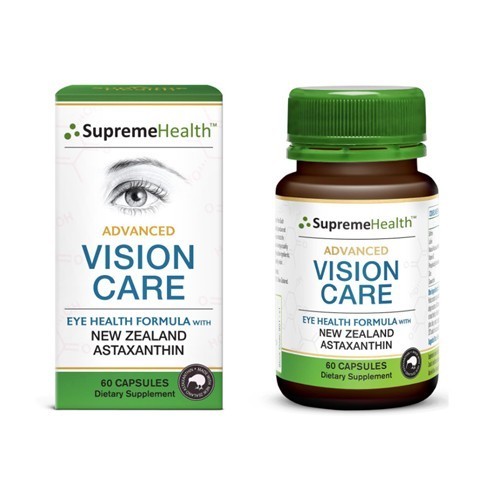 SupremeHealth™
ADVANCED
VISION
CARE
EYE HEALTH FORMULA WITH
NEW ZEALAND
ASTAXANTHIN
60 CAPSULES
Dietary Supplement
SupremeHealth™
ADVANCED
VISION
CARE
EYE HEALTH FORMULA WITH
NEW ZEALAND
ASTAXANTHIN
60 CAPSULES
Dietary Supplement